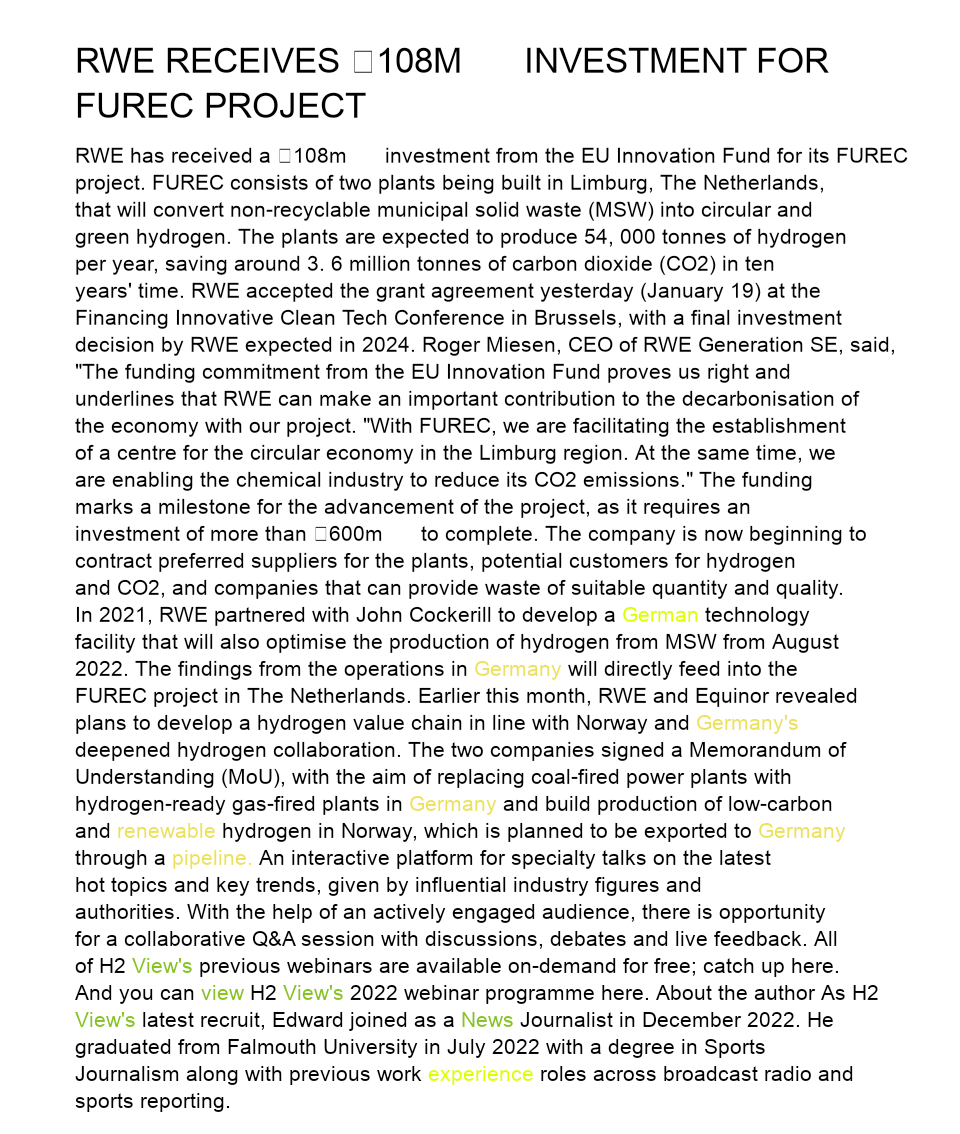 RWE RECEIVES □108M INVESTMENT FOR
FUREC PROJECT
RWE has received a □108m investment from the EU Innovation Fund for its FUREC
project. FUREC consists of two plants being built in Limburg, The Netherlands,
that will convert non-recyclable municipal solid waste (MSW) into circular and
green hydrogen. The plants are expected to produce 54, 000 tonnes of hydrogen
per year, saving around 3. 6 million tonnes of carbon dioxide (CO2) in ten
years' time. RWE accepted the grant agreement yesterday (January 19) at the
Financing Innovative Clean Tech Conference in Brussels, with a final investment
decision by RWE expected in 2024. Roger Miesen, CEO of RWE Generation SE, said,
"The funding commitment from the EU Innovation Fund proves us right and
underlines that RWE can make an important contribution to the decarbonisation of
the economy with our project. "With FUREC, we are facilitating the establishment
of a centre for the circular economy in the Limburg region. At the same time, we
are enabling the chemical industry to reduce its CO2 emissions." The funding
marks a milestone for the advancement of the project, as it requires an
investment of more than □600m to complete. The company is now beginning to
contract preferred suppliers for the plants, potential customers for hydrogen
and CO2, and companies that can provide waste of suitable quantity and quality.
In 2021, RWE partnered with John Cockerill to develop a German technology
facility that will also optimise the production of hydrogen from MSW from August
2022. The findings from the operations in Germany will directly feed into the
FUREC project in The Netherlands. Earlier this month, RWE and Equinor revealed
plans to develop a hydrogen value chain in line with Norway and Germany's
deepened hydrogen collaboration. The two companies signed a Memorandum of
Understanding (MoU), with the aim of replacing coal-fired power plants with
hydrogen-ready gas-fired plants in Germany and build production of low-carbon
and renewable hydrogen in Norway, which is planned to be exported to Germany
through a pipeline. An interactive platform for specialty talks on the latest
hot topics and key trends, given by influential industry figures and
authorities. With the help of an actively engaged audience, there is opportunity
for a collaborative Q&A session with discussions, debates and live feedback. All
of H2 View's previous webinars are available on-demand for free; catch up here.
And you can view H2 View's 2022 webinar programme here. About the author As H2
View's latest recruit, Edward joined as a News Journalist in December 2022. He
graduated from Falmouth University in July 2022 with a degree in Sports
Journalism along with previous work experience roles across broadcast radio and
sports reporting.